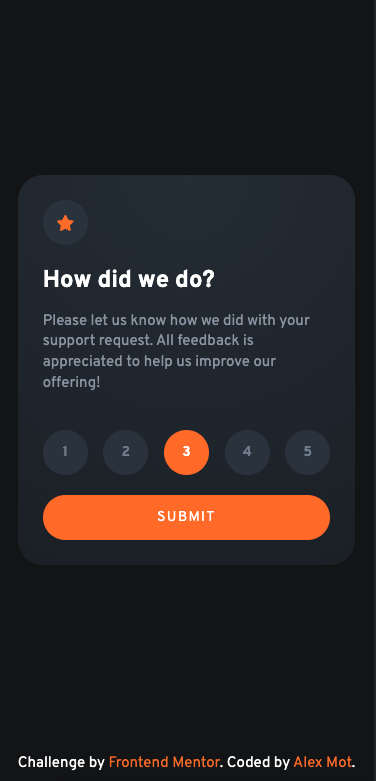 How did we do?
Please let us know how we did with your
support request. All feedback is
appreciated to help us improve our
offering!
1 2 3 4 5
SUBMIT
Challenge by Frontend Mentor. Coded by Alex Mot.